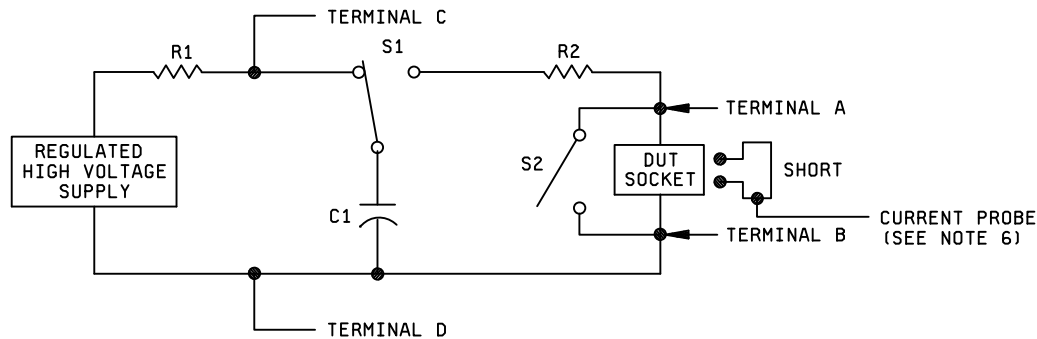 TERMINAL C
S1
R1
R2
TERMINAL A
REGULATED
HIGH VOLTAGE
SUPPLY
S2
DUT
SOCKET
SHORT
C1
CURRENT PROBE
(SEE NOTE 6)
TERMINAL B
TERMINAL D